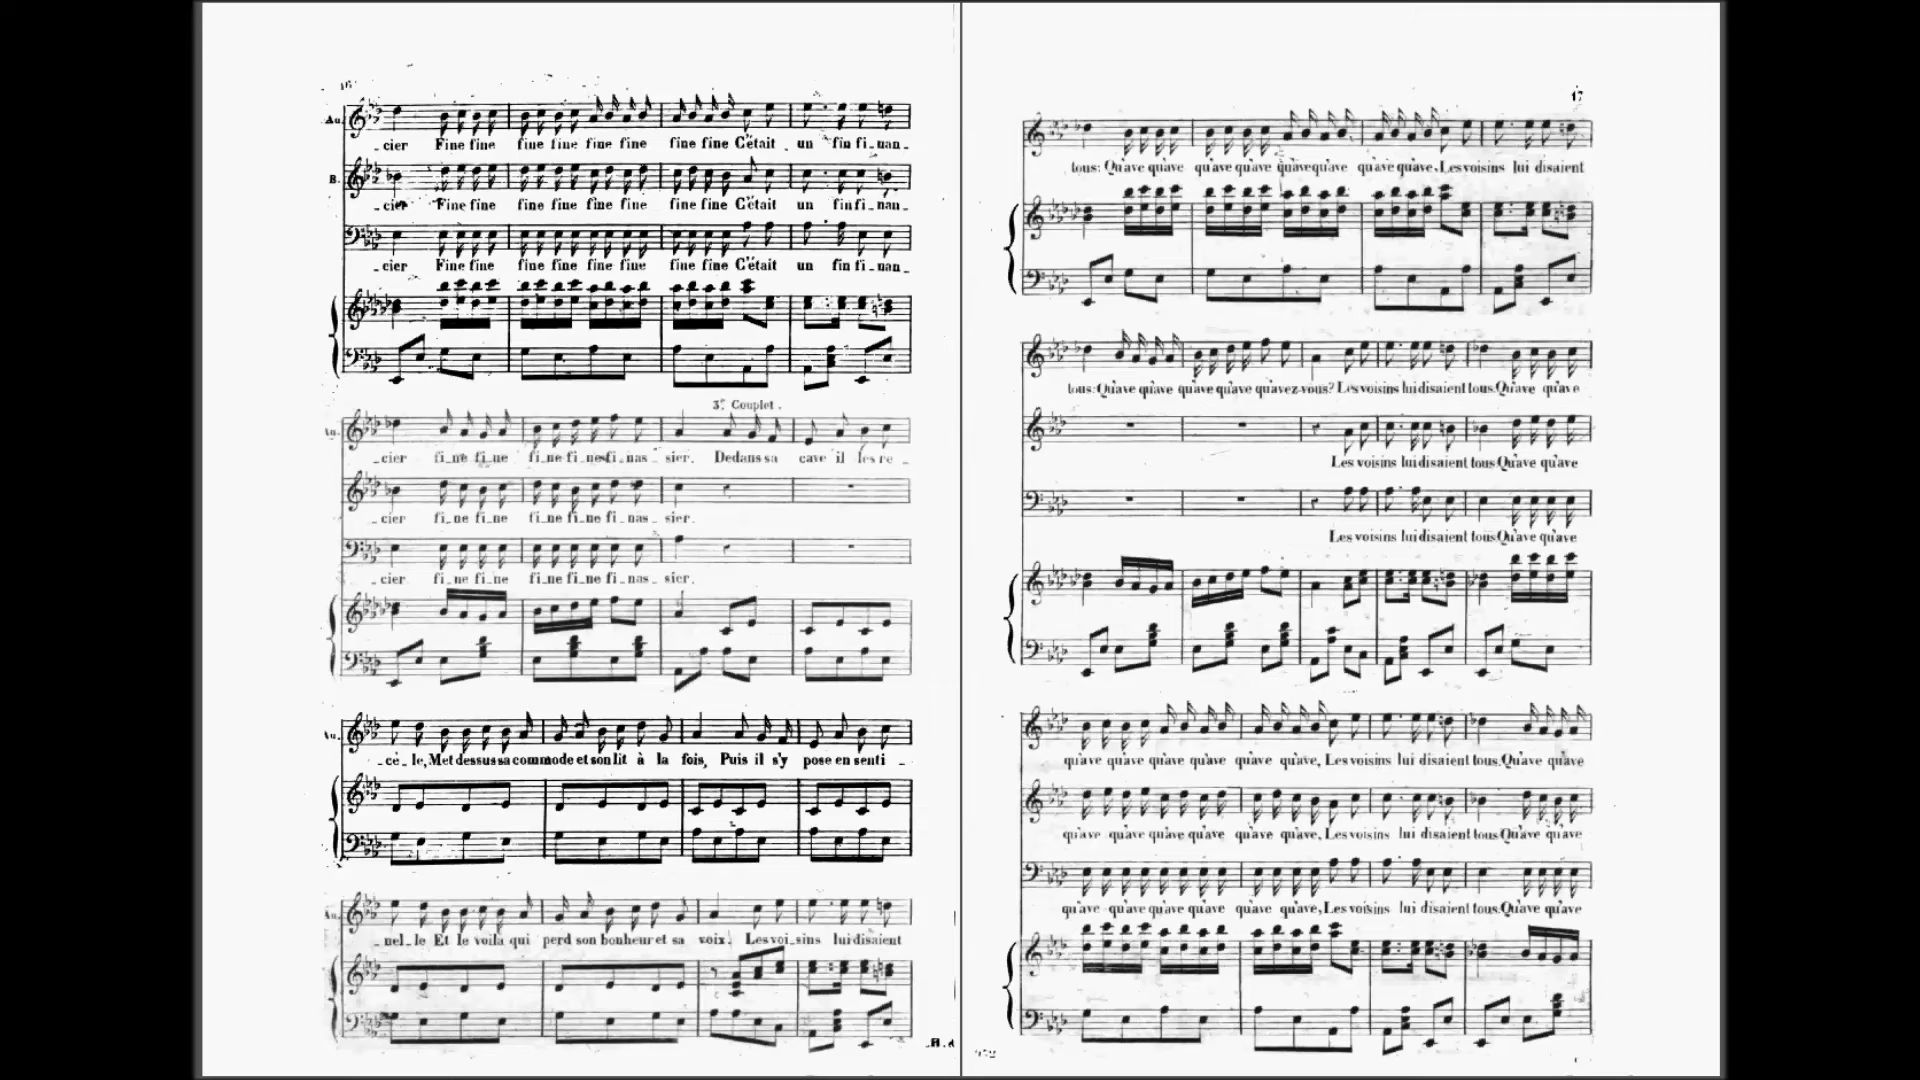 16
Au.
_cier Fine fine fine fine fine fine fine fine C'était un fin fi_nan_
B.
_cier Fine fine fine fine fine fine fine fine C'était un fin fi_nan_
_cier Fine fine fine fine fine fine fine fine C'était un fin fi_nan_
3e Couplet.
Au.
_cier fi_ne fi_ne fi_ne fi_ne fi_nas_sier. Dedans sa cave il les re_
_cier fi_ne fi_ne fi_ne fi_ne fi_nas_sier.
_cier fi_ne fi_ne fi_ne fi_ne fi_nas_sier.
Au.
_cè_le, Met dessus sa commode et son lit à la fois, Puis il s'y pose en senti_
Au.
_nel_le Et le voilà qui perd son bonheur et sa voix. Les voi_sins lui disaient
17
tous: Qu'ave qu'ave qu'ave qu'ave qu'ave qu'ave qu'ave qu'ave, Les voisins lui disaient
tous: Qu'ave qu'ave qu'ave qu'ave qu'avez-vous? Les voisins lui disaient tous Qu'ave qu'ave
Les voisins lui disaient tous Qu'ave qu'ave
Les voisins lui disaient tous Qu'ave qu'ave
qu'ave qu'ave qu'ave qu'ave qu'ave qu'ave, Les voisins lui disaient tous Qu'ave qu'ave
qu'ave qu'ave qu'ave qu'ave qu'ave qu'ave, Les voisins lui disaient tous Qu'ave qu'ave
qu'ave qu'ave qu'ave qu'ave qu'ave qu'ave, Les voisins lui disaient tous Qu'ave qu'ave